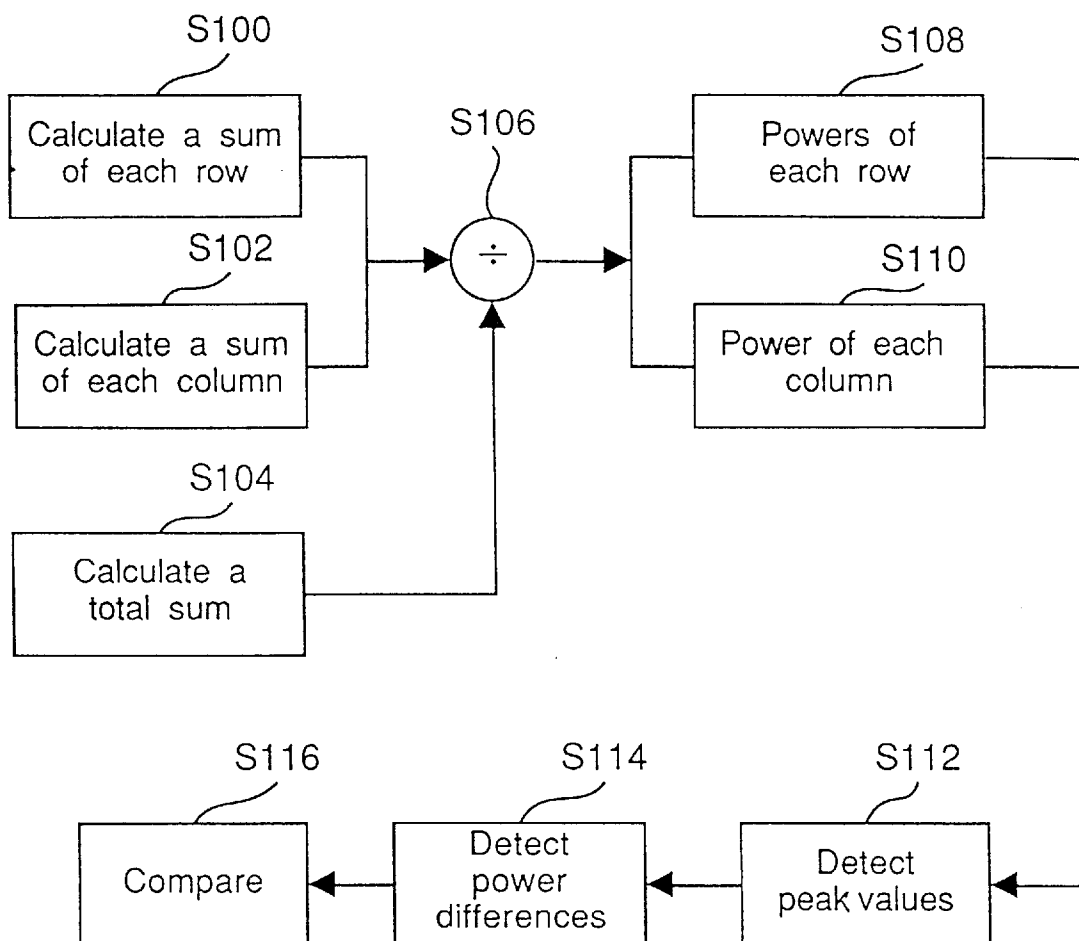 S100
Calculate a sum
of each row
S102
Calculate a sum
of each column
S104
Calculate a
total sum
S106
÷
S108
Powers of
each row
S110
Power of each
column
S112
Detect
peak values
S114
Detect
power
differences
S116
Compare